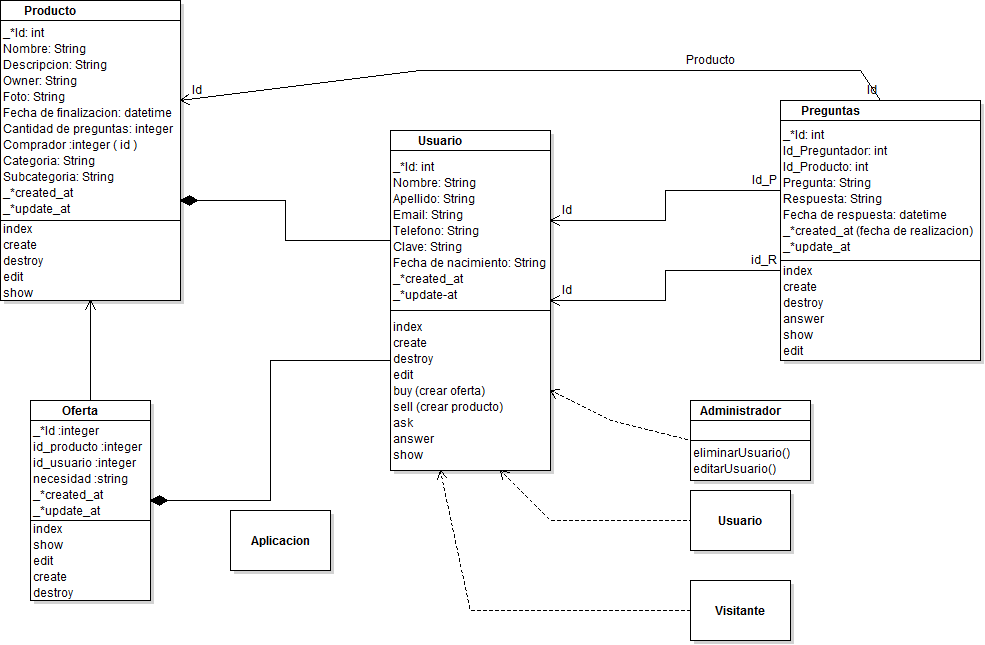 Producto
_*Id: int
Nombre: String
Descripcion: String
Owner: String
Foto: String
Fecha de finalizacion: datetime
Cantidad de preguntas: integer
Comprador :integer ( id )
Categoria: String
Subcategoria: String
_*created_at
_*update_at
index
create
destroy
edit
show
Producto
Id
Id
Preguntas
_*Id: int
Id_Preguntador: int
Id_Producto: int
Pregunta: String
Respuesta: String
Fecha de respuesta: datetime
_*created_at (fecha de realizacion)
_*update_at
index
create
destroy
answer
show
edit
Id_P
Id
id_R
Id
Usuario
_*Id: int
Nombre: String
Apellido: String
Email: String
Telefono: String
Clave: String
Fecha de nacimiento: String
_*created_at
_*update-at
index
create
destroy
edit
buy (crear oferta)
sell (crear producto)
ask
answer
show
Oferta
_*Id :integer
id_producto :integer
id_usuario :integer
necesidad :string
_*created_at
_*update_at
index
show
edit
create
destroy
Aplicacion
Administrador
eliminarUsuario()
editarUsuario()
Usuario
Visitante